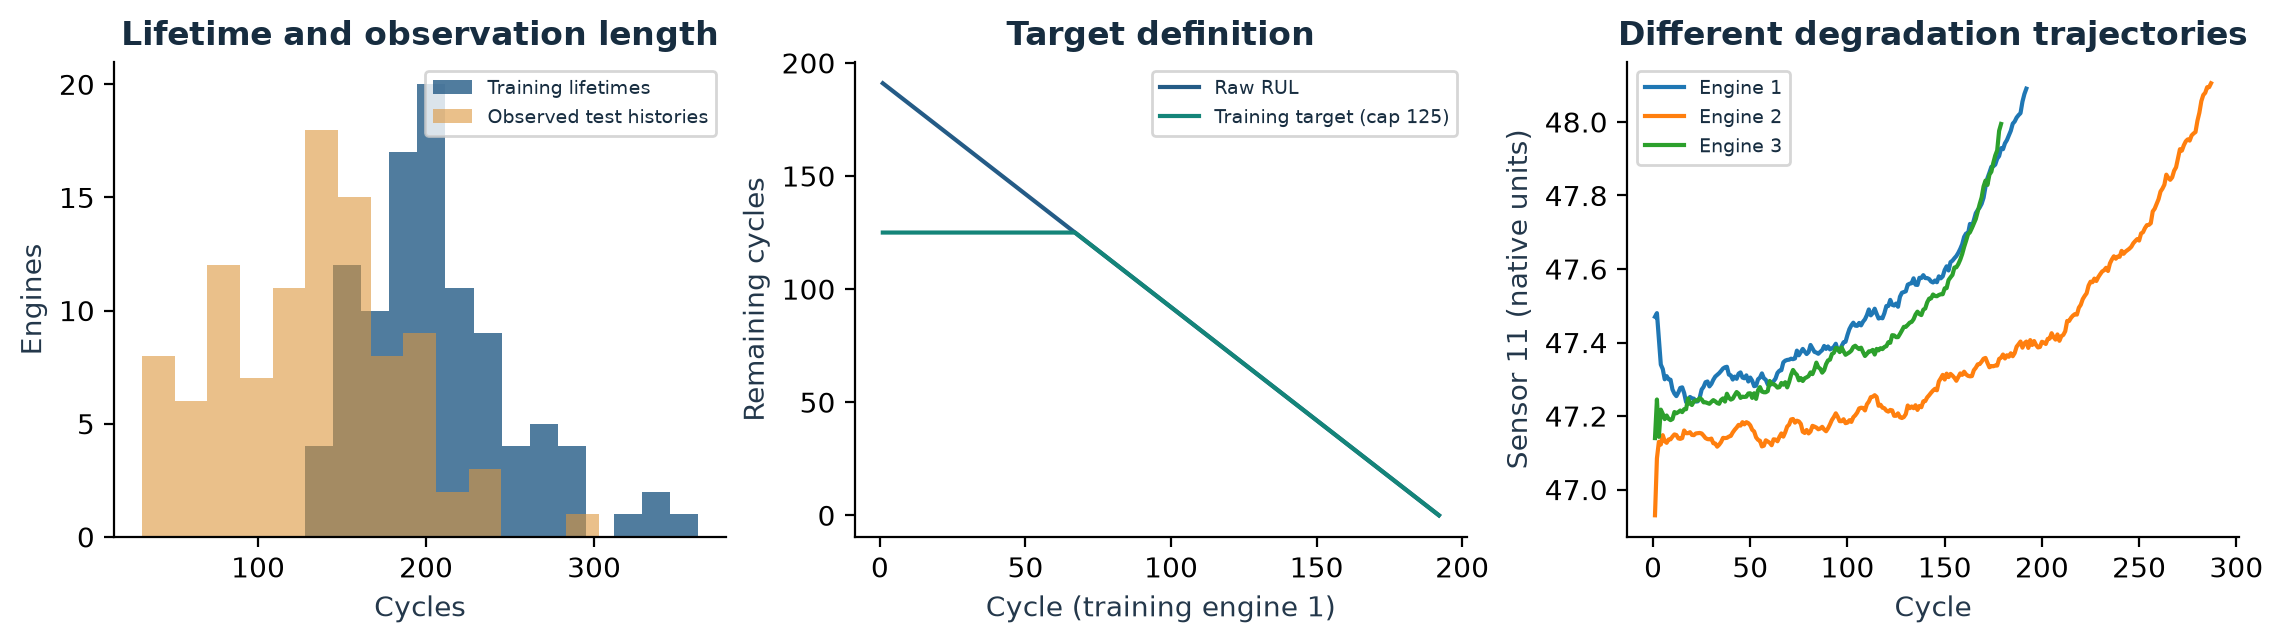 Lifetime and observation length
Training lifetimes
Observed test histories
Engines
20
15
10
5
0
100 200 300
Cycles
Target definition
Raw RUL
Training target (cap 125)
Remaining cycles
200
150
100
50
0
0 50 100 150 200
Cycle (training engine 1)
Different degradation trajectories
Engine 1
Engine 2
Engine 3
Sensor 11 (native units)
48.0
47.8
47.6
47.4
47.2
47.0
0 50 100 150 200 250 300
Cycle